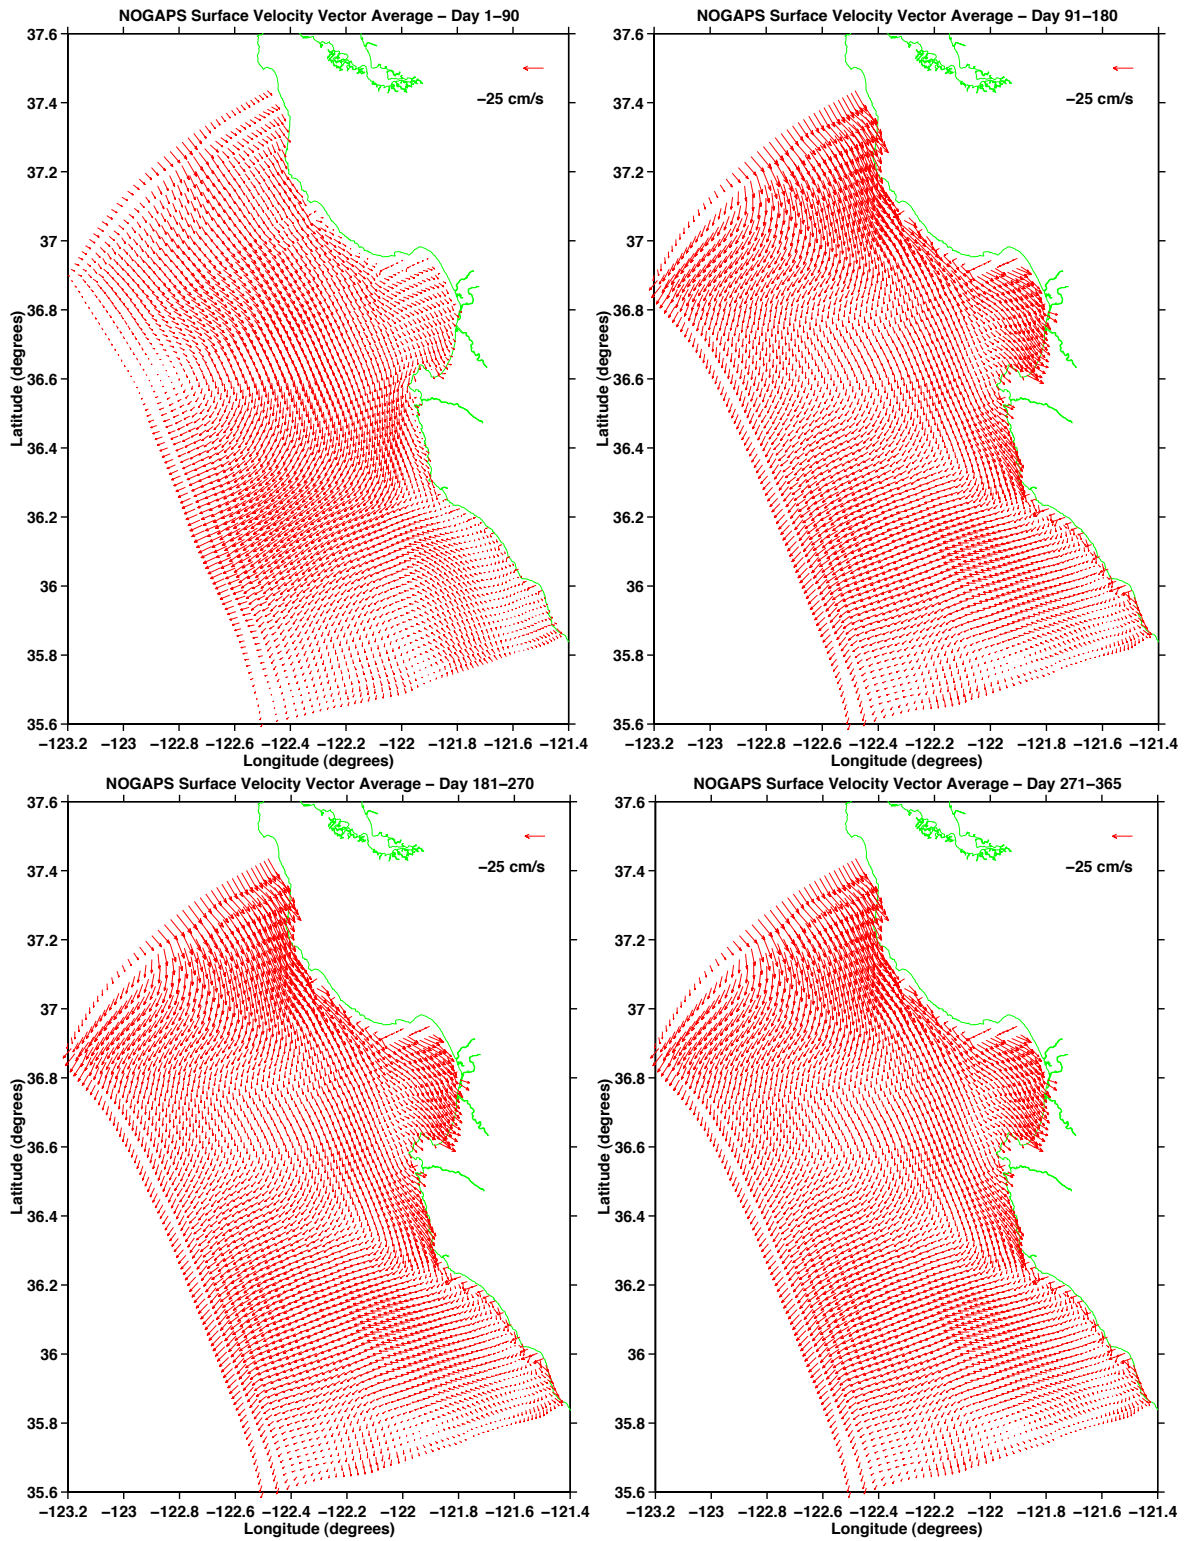 NOGAPS Surface Velocity Vector Average – Day 1–90
37.6
37.4
37.2
37
36.8
36.6
36.4
36.2
36
35.8
35.6
Latitude (degrees)
−25 cm/s
−123.2 −123 −122.8 −122.6 −122.4 −122.2 −122 −121.8 −121.6 −121.4
Longitude (degrees)
NOGAPS Surface Velocity Vector Average – Day 91–180
37.6
37.4
37.2
37
36.8
36.6
36.4
36.2
36
35.8
35.6
Latitude (degrees)
−25 cm/s
−123.2 −123 −122.8 −122.6 −122.4 −122.2 −122 −121.8 −121.6 −121.4
Longitude (degrees)
NOGAPS Surface Velocity Vector Average – Day 181–270
37.6
37.4
37.2
37
36.8
36.6
36.4
36.2
36
35.8
35.6
Latitude (degrees)
−25 cm/s
−123.2 −123 −122.8 −122.6 −122.4 −122.2 −122 −121.8 −121.6 −121.4
Longitude (degrees)
NOGAPS Surface Velocity Vector Average – Day 271–365
37.6
37.4
37.2
37
36.8
36.6
36.4
36.2
36
35.8
35.6
Latitude (degrees)
−25 cm/s
−123.2 −123 −122.8 −122.6 −122.4 −122.2 −122 −121.8 −121.6 −121.4
Longitude (degrees)